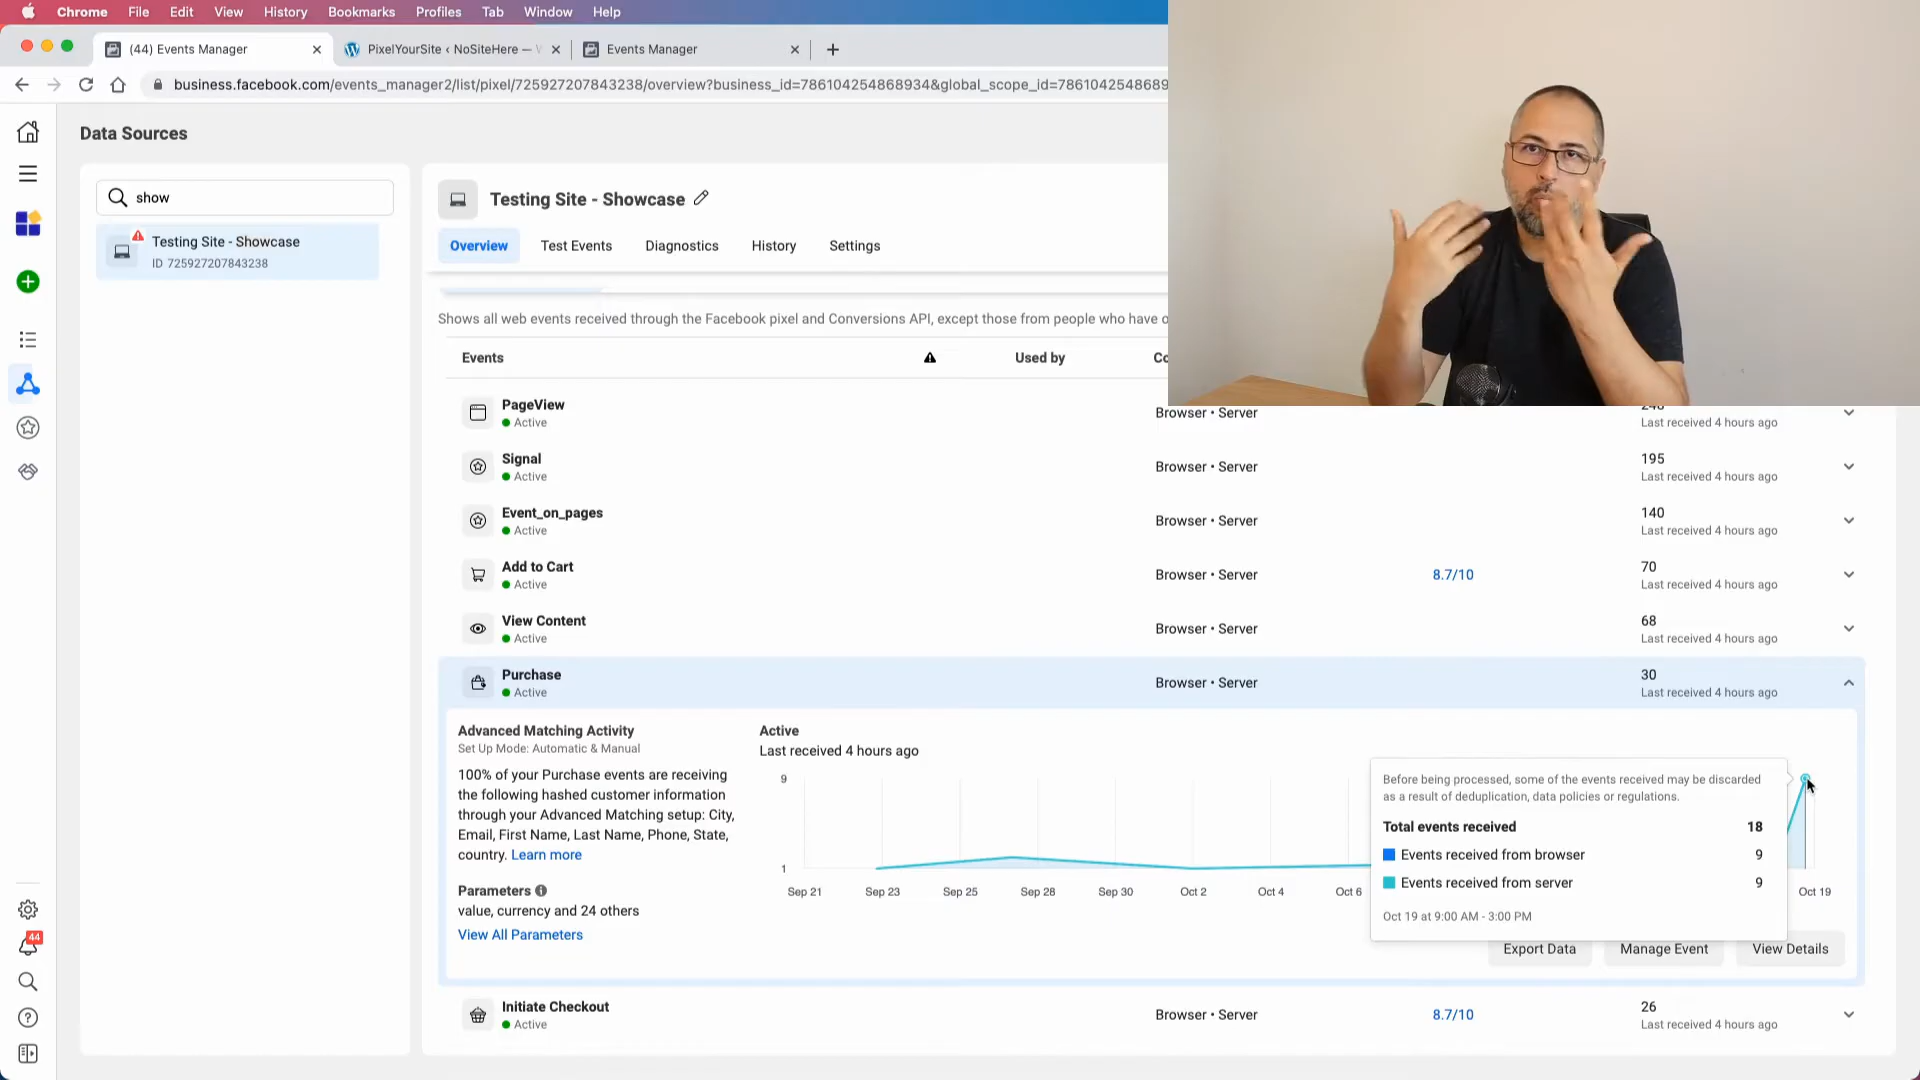 Chrome File Edit View History Bookmarks Profiles Tab Window Help
(44) Events Manager
PixelYourSite ‹ NoSiteHere —
Events Manager
business.facebook.com/events_manager2/list/pixel/725927207843238/overview?business_id=786104254868934&global_scope_id=7861042548689
Data Sources
show
Testing Site - Showcase
ID 725927207843238
Testing Site - Showcase
Overview Test Events Diagnostics History Settings
Shows all web events received through the Facebook pixel and Conversions API, except those from people who have o
Events Used by Co
PageView
Active
Browser • Server
Last received 4 hours ago
Signal
Active
Browser • Server
195
Last received 4 hours ago
Event_on_pages
Active
Browser • Server
140
Last received 4 hours ago
Add to Cart
Active
Browser • Server
8.7/10
70
Last received 4 hours ago
View Content
Active
Browser • Server
68
Last received 4 hours ago
Purchase
Active
Browser • Server
30
Last received 4 hours ago
Advanced Matching Activity
Set Up Mode: Automatic & Manual
100% of your Purchase events are receiving
the following hashed customer information
through your Advanced Matching setup: City,
Email, First Name, Last Name, Phone, State,
country. Learn more
Parameters
value, currency and 24 others
View All Parameters
Active
Last received 4 hours ago
9
1
Sep 21 Sep 23 Sep 25 Sep 28 Sep 30 Oct 2 Oct 4 Oct 6 Oct 19
Before being processed, some of the events received may be discarded
as a result of deduplication, data policies or regulations.
Total events received 18
Events received from browser 9
Events received from server 9
Oct 19 at 9:00 AM - 3:00 PM
Export Data Manage Event View Details
Initiate Checkout
Active
Browser • Server
8.7/10
26
Last received 4 hours ago
44